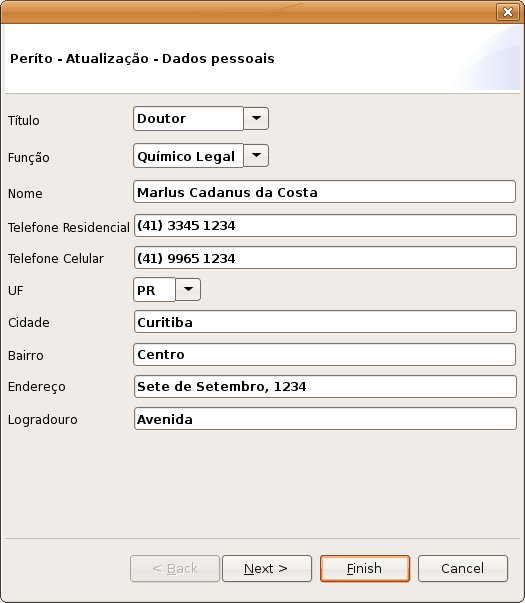 Períto - Atualização - Dados pessoais
Título Doutor
Função Químico Legal
Nome Marlus Cadanus da Costa
Telefone Residencial (41) 3345 1234
Telefone Celular (41) 9965 1234
UF PR
Cidade Curitiba
Bairro Centro
Endereço Sete de Setembro, 1234
Logradouro Avenida
< Back Next > Finish Cancel